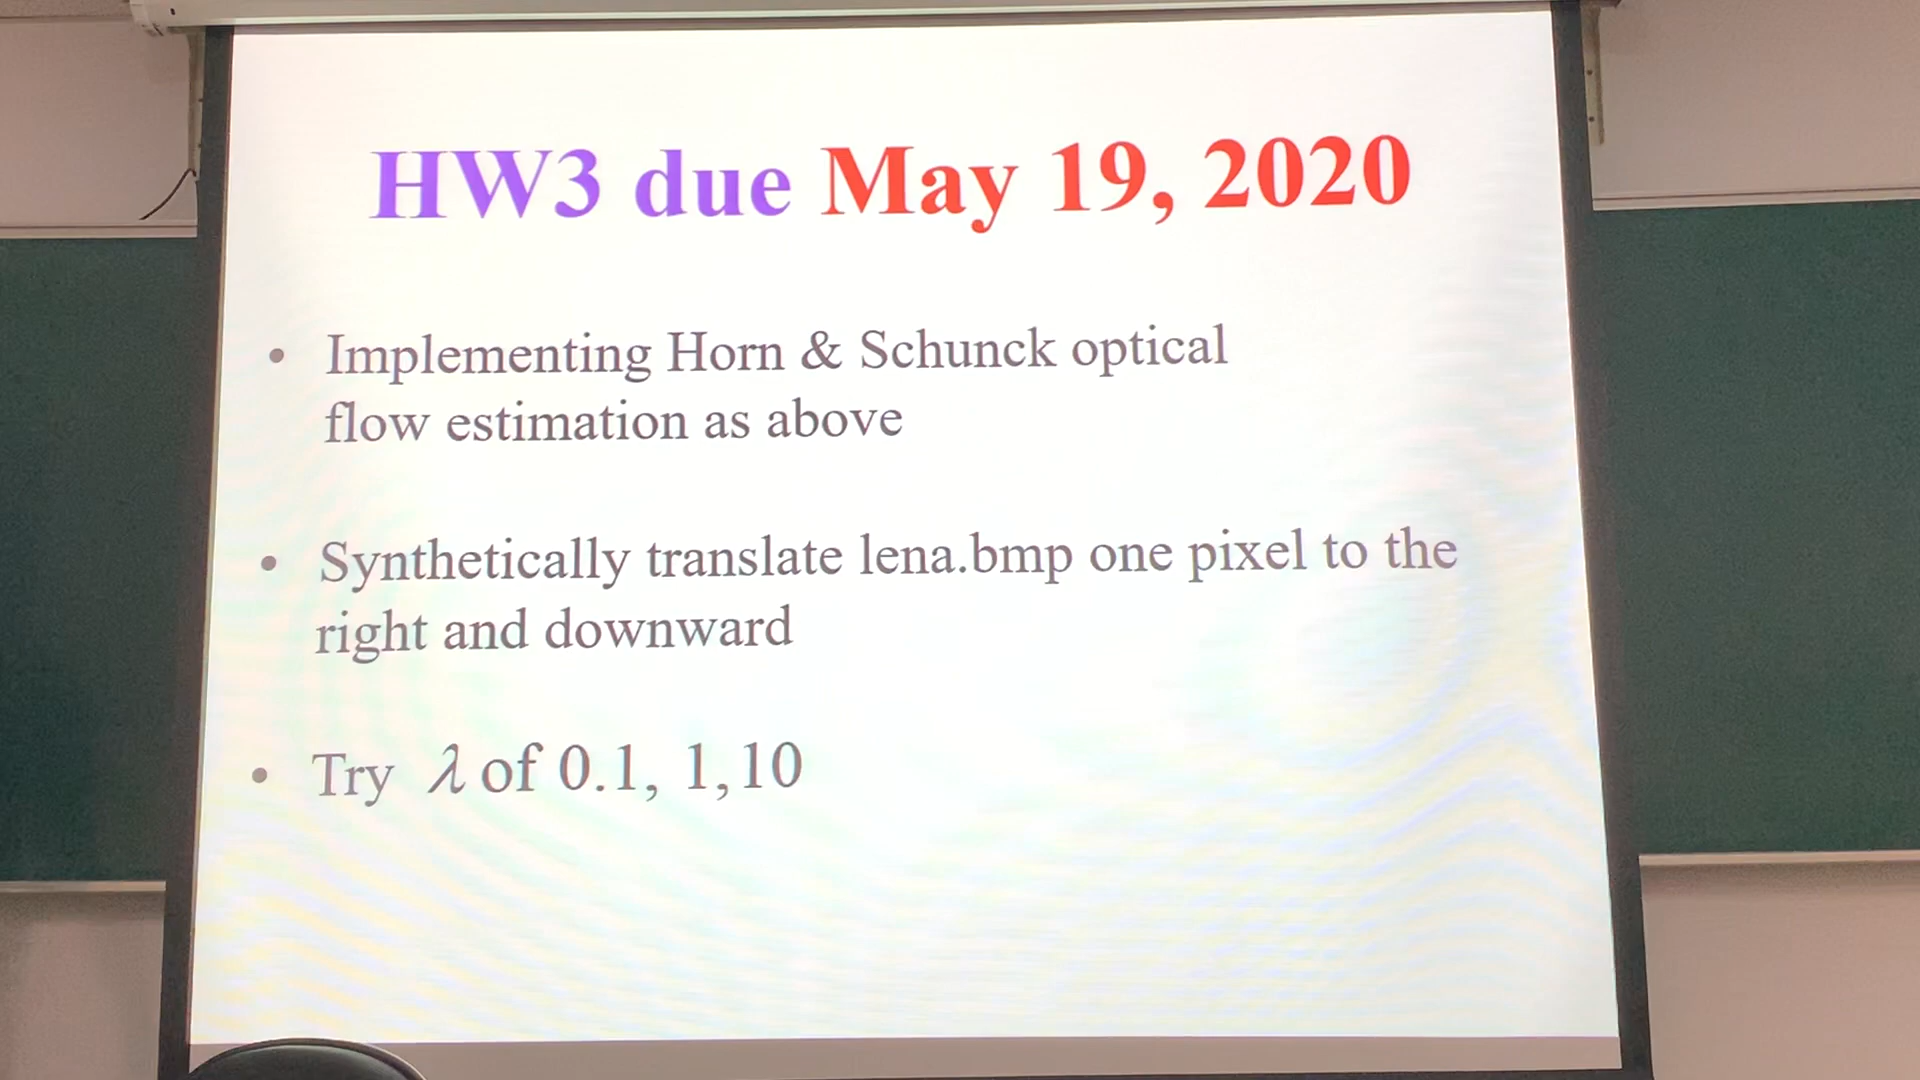 HW3 due May 19, 2020
• Implementing Horn & Schunck optical
flow estimation as above
• Synthetically translate lena.bmp one pixel to the
right and downward
• Try λ of 0.1, 1,10